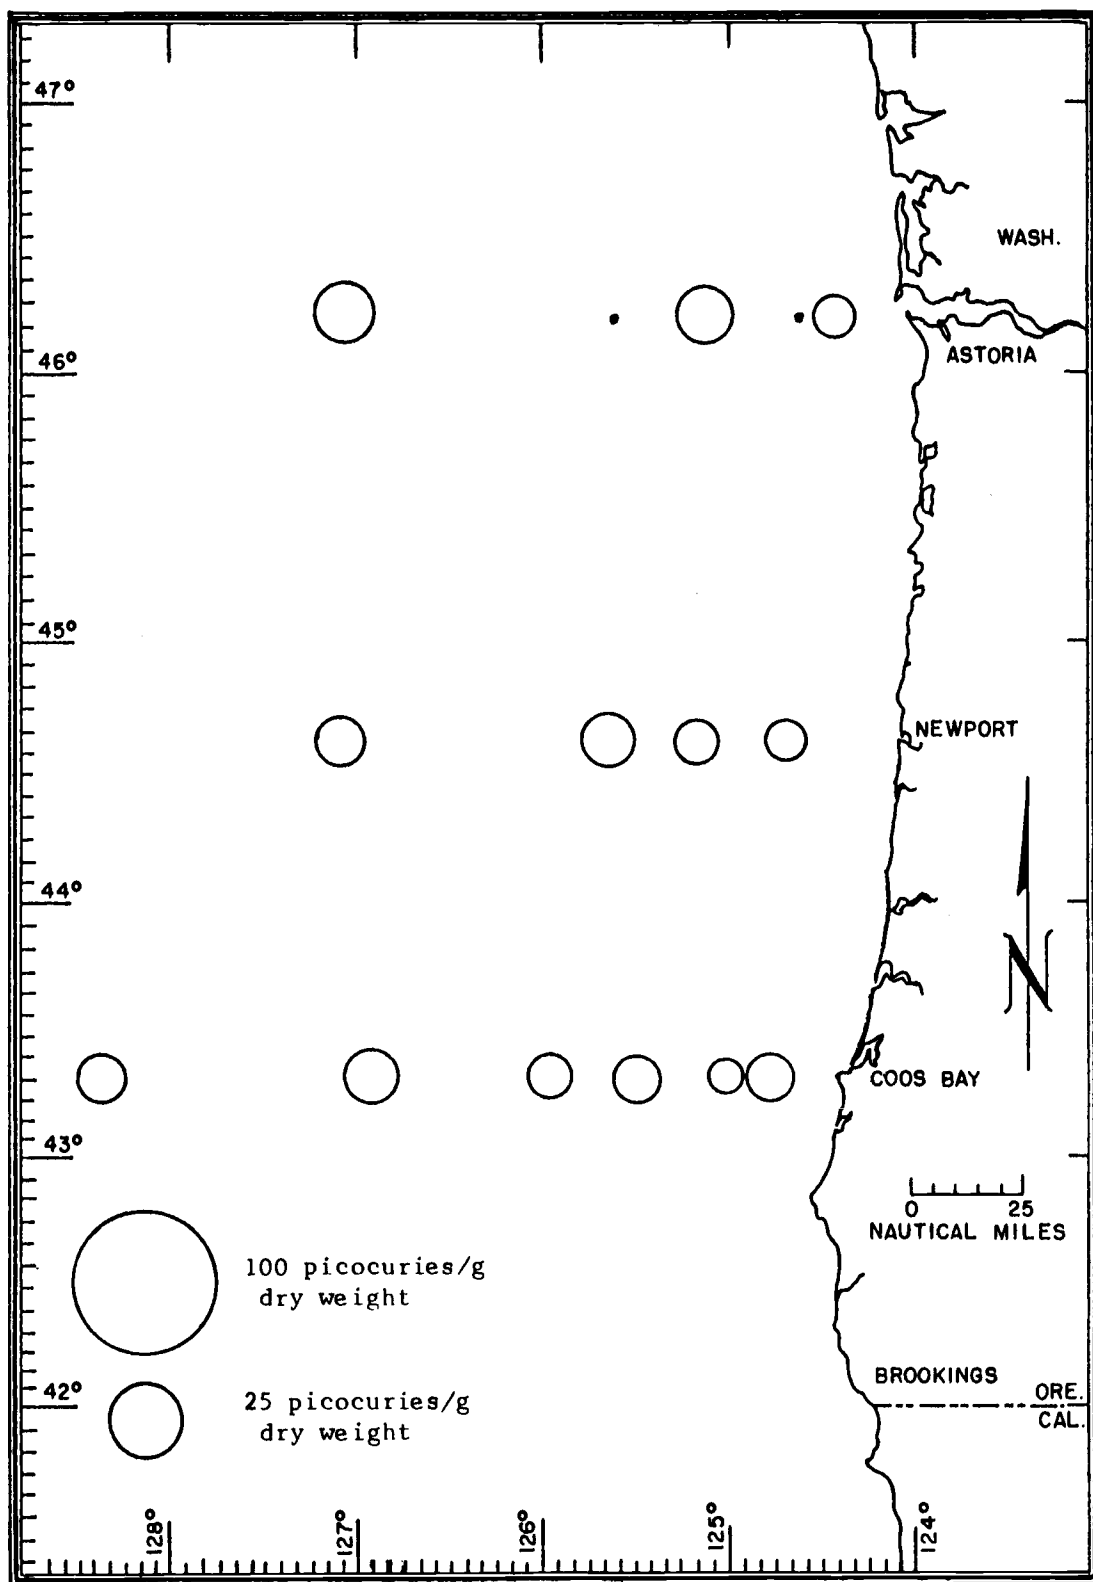 47°
WASH.
46°
ASTORIA
45°
NEWPORT
44°
N
COOS BAY
43°
0 25
NAUTICAL MILES
100 picocuries/g
dry weight
BROOKINGS
42°
ORE.
25 picocuries/g
CAL.
dry weight
128° 127° 126° 125° 124°